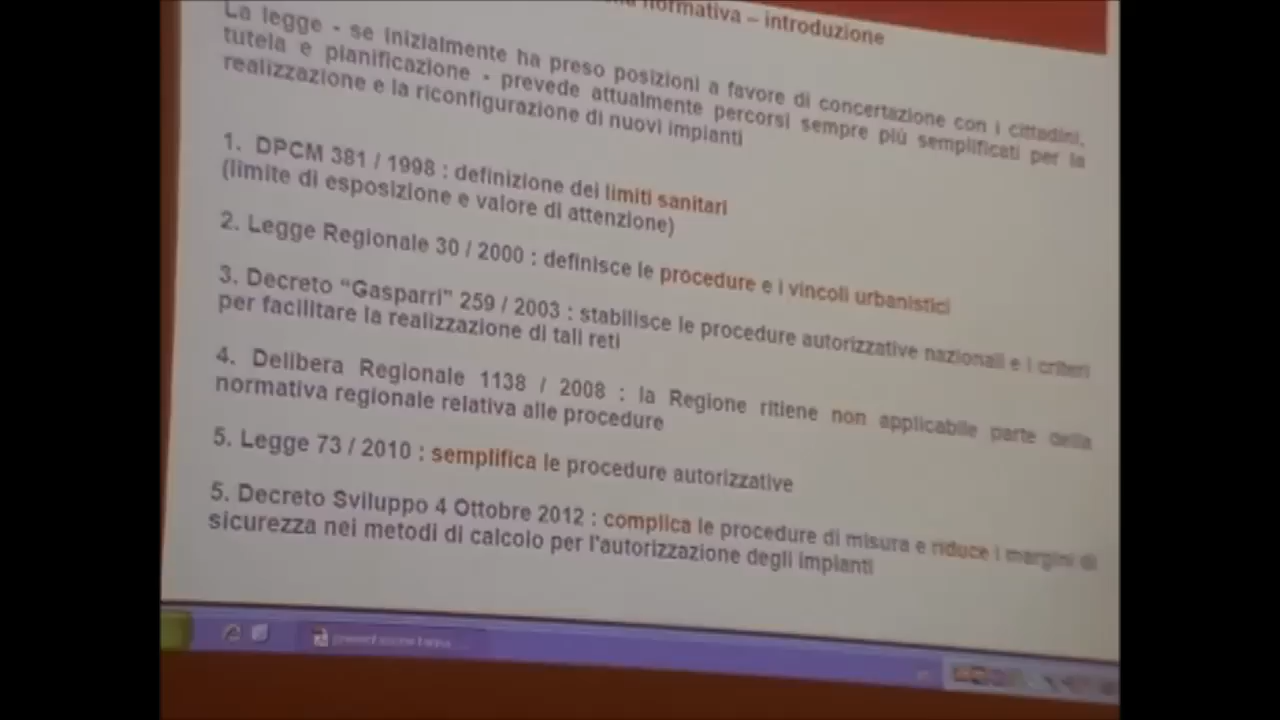 normativa – introduzione
La legge - se inizialmente ha preso posizioni a favore di concertazione con i cittadini,
tutela e pianificazione - prevede attualmente percorsi sempre più semplificati per la
realizzazione e la riconfigurazione di nuovi impianti
1. DPCM 381 / 1998 : definizione dei limiti sanitari
(limite di esposizione e valore di attenzione)
2. Legge Regionale 30 / 2000 : definisce le procedure e i vincoli urbanistici
3. Decreto “Gasparri” 259 / 2003 : stabilisce le procedure autorizzative nazionali e i criteri
per facilitare la realizzazione di tali reti
4. Delibera Regionale 1138 / 2008 : la Regione ritiene non applicabile parte della
normativa regionale relativa alle procedure
5. Legge 73 / 2010 : semplifica le procedure autorizzative
5. Decreto Sviluppo 4 Ottobre 2012 : complica le procedure di misura e riduce i margini di
sicurezza nei metodi di calcolo per l'autorizzazione degli impianti